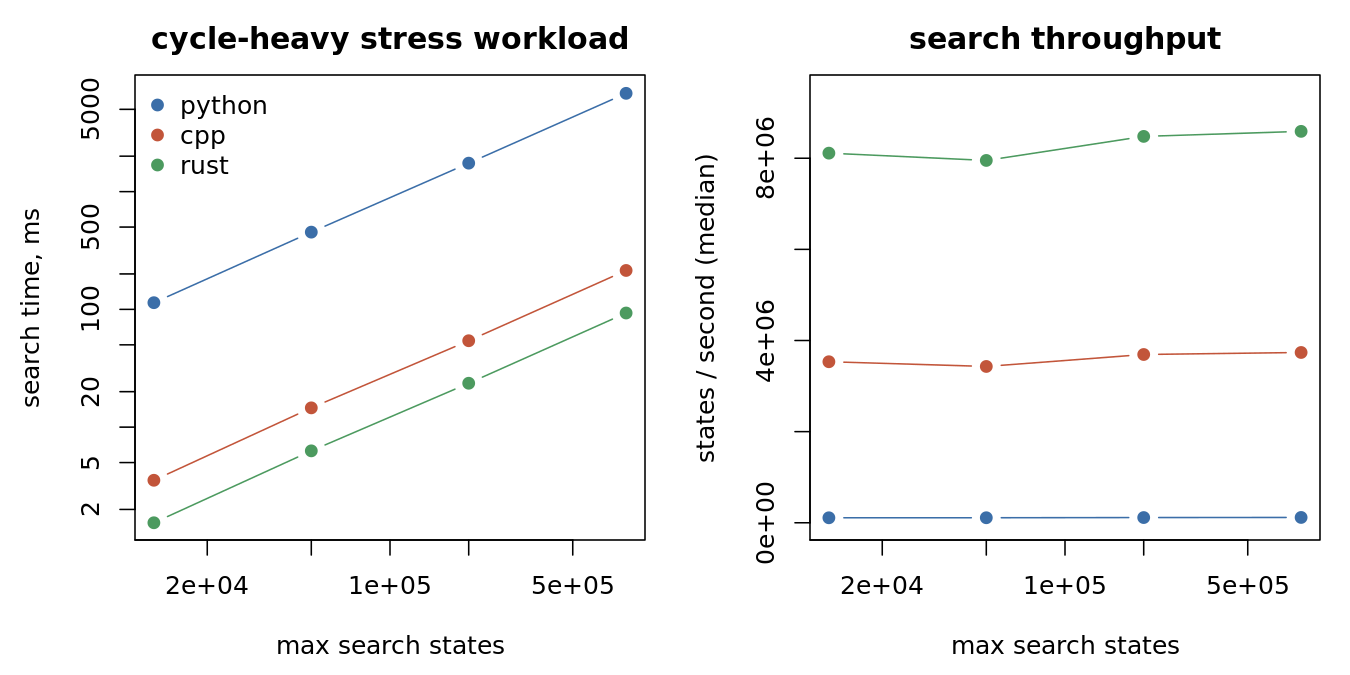 cycle-heavy stress workload
python
cpp
rust
search time, ms
5000
500
100
20
5
2
2e+04
1e+05
5e+05
max search states
search throughput
states / second (median)
8e+06
4e+06
0e+00
2e+04
1e+05
5e+05
max search states